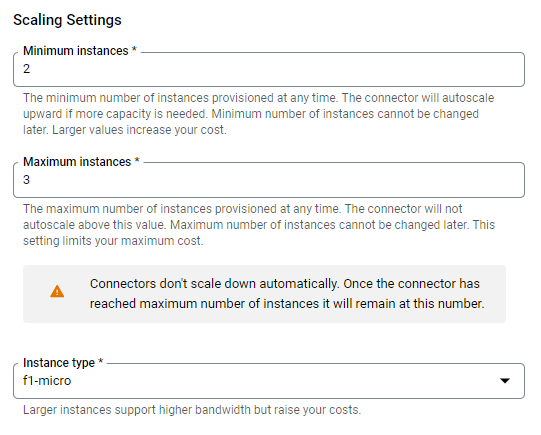 Scaling Settings
Minimum instances *
2
The minimum number of instances provisioned at any time. The connector will autoscale
upward if more capacity is needed. Minimum number of instances cannot be changed
later. Larger values increase your cost.
Maximum instances *
3
The maximum number of instances provisioned at any time. The connector will not
autoscale above this value. Maximum number of instances cannot be changed later. This
setting limits your maximum cost.
Connectors don't scale down automatically. Once the connector has
reached maximum number of instances it will remain at this number.
Instance type *
f1-micro
Larger instances support higher bandwidth but raise your costs.